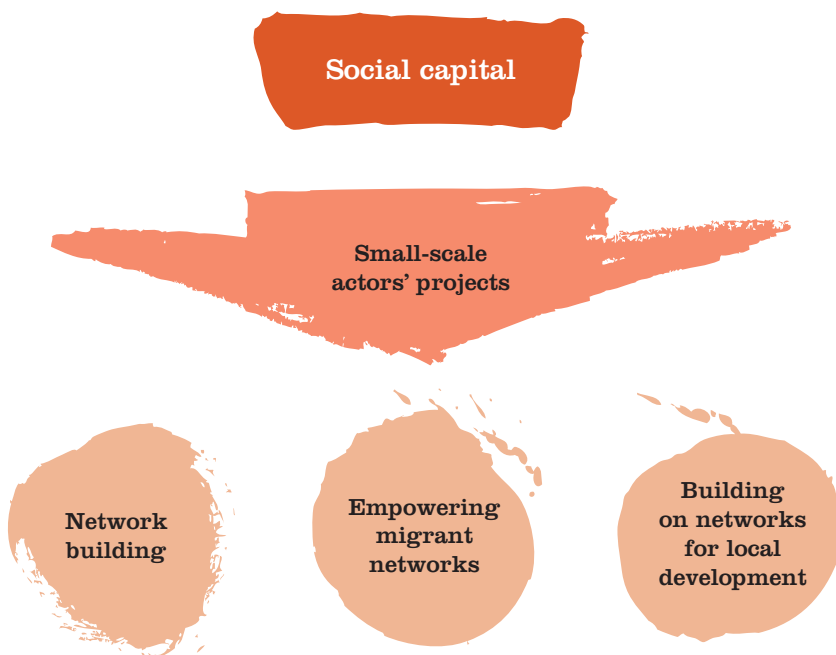 Social capital
Small-scale
actors’ projects
Network
building
Empowering
migrant
networks
Building
on networks
for local
development